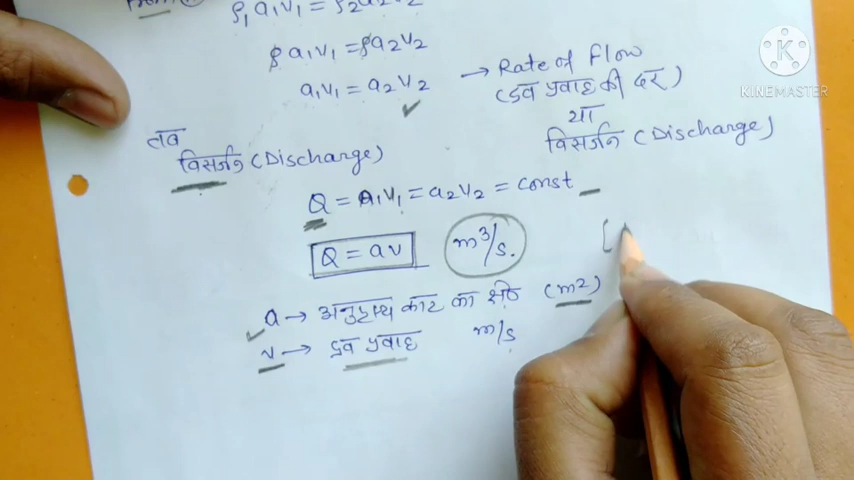 ρ₁a₁v₁ = ρ₂a₂v₂
ρa₁v₁ = ρa₂v₂
a₁v₁ = a₂v₂ → Rate of Flow
(द्रव प्रवाह की दर)
या
विसर्जन (Discharge)
तब
विसर्जन (Discharge)
Q = a₁v₁ = a₂v₂ = const
Q = av m³/s.
a → अनुप्रस्थ काट का क्षे० (m²)
v → द्रव प्रवाह m/s
KINEMASTER